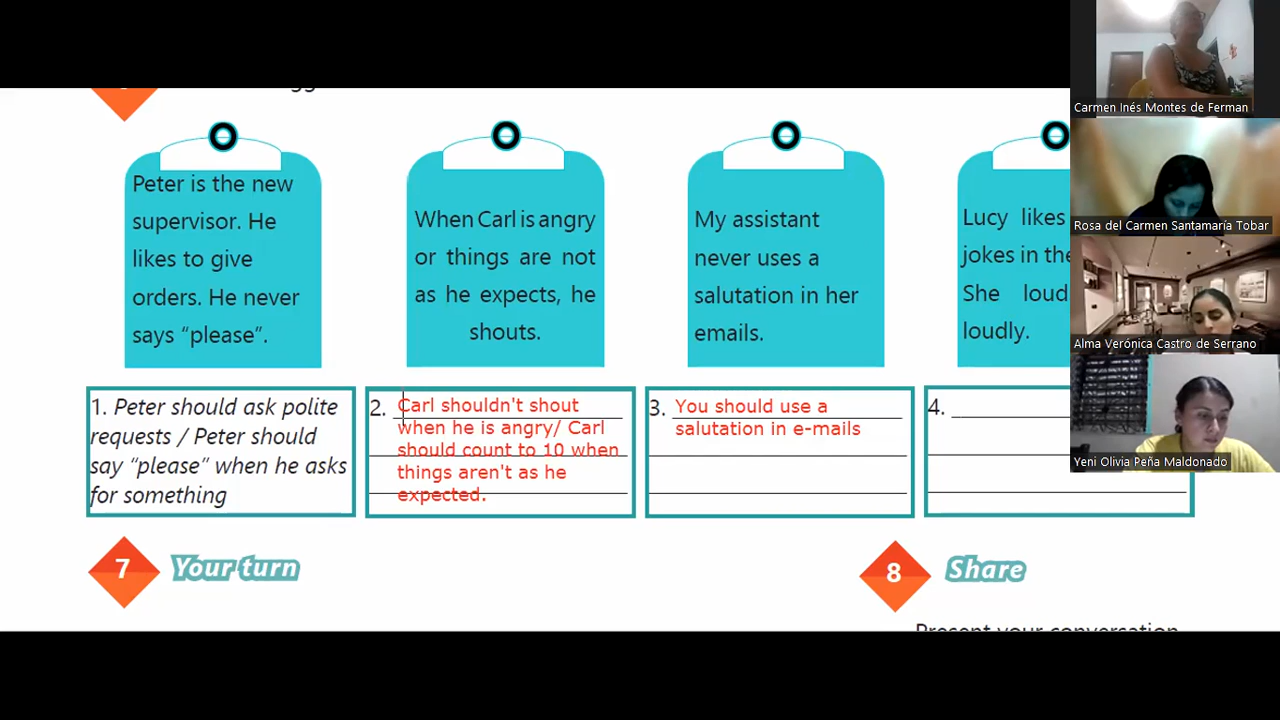 Peter is the new
supervisor. He
likes to give
orders. He never
says “please”.
When Carl is angry
or things are not
as he expects, he
shouts.
My assistant
never uses a
salutation in her
emails.
Lucy likes
jokes in the
She loud
loudly.
1. Peter should ask polite
requests / Peter should
say “please” when he asks
for something
2. Carl shouldn't shout
when he is angry/ Carl
should count to 10 when
things aren't as he
expected.
3. You should use a
salutation in e-mails
4.
7 Your turn
8 Share
Present your conversation
Carmen Inés Montes de Ferman
Rosa del Carmen Santamaría Tobar
Alma Verónica Castro de Serrano
Yeni Olivia Peña Maldonado